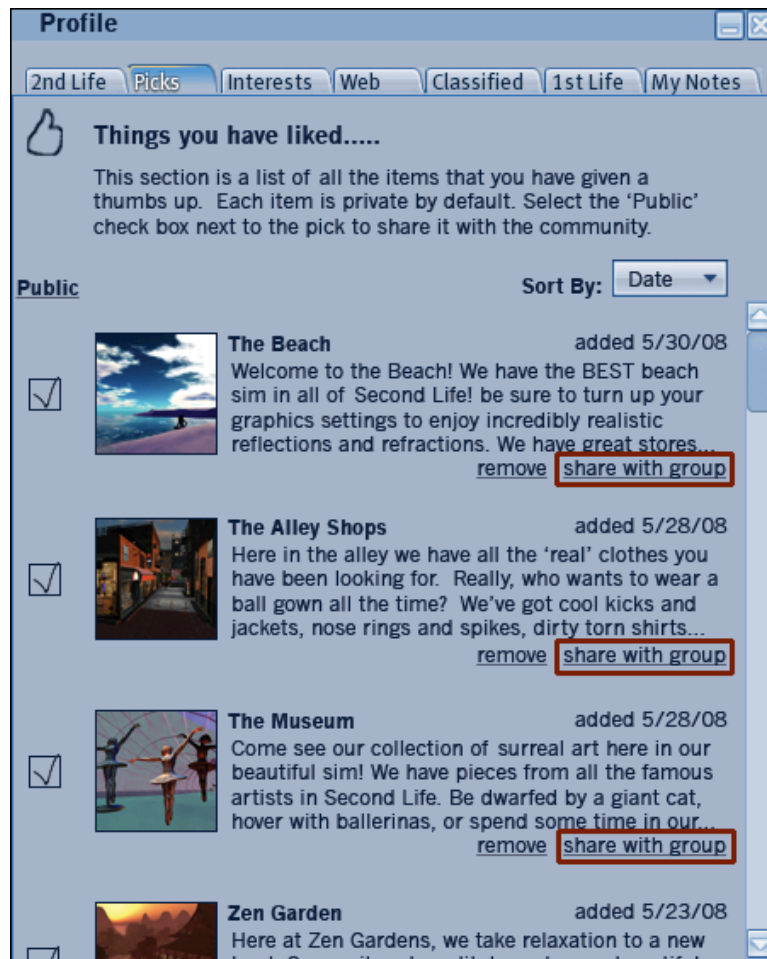 Profile
2nd Life Picks Interests Web Classified 1st Life My Notes
Things you have liked.....
This section is a list of all the items that you have given a
thumbs up.  Each item is private by default. Select the ‘Public’
check box next to the pick to share it with the community.
Public
Sort By: Date
The Beach added 5/30/08
Welcome to the Beach! We have the BEST beach
sim in all of Second Life! be sure to turn up your
graphics settings to enjoy incredibly realistic
reflections and refractions. We have great stores...
remove share with group
The Alley Shops added 5/28/08
Here in the alley we have all the ‘real’ clothes you
have been looking for.  Really, who wants to wear a
ball gown all the time?  We’ve got cool kicks and
jackets, nose rings and spikes, dirty torn shirts...
remove share with group
The Museum added 5/28/08
Come see our collection of surreal art here in our
beautiful sim! We have pieces from all the famous
artists in Second Life. Be dwarfed by a giant cat,
hover with ballerinas, or spend some time in our...
remove share with group
Zen Garden added 5/23/08
Here at Zen Gardens, we take relaxation to a new